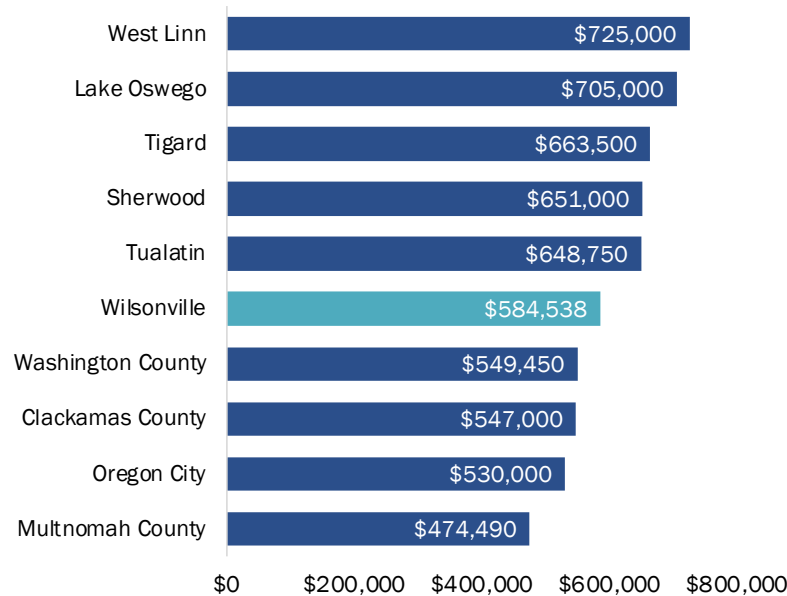 West Linn $725,000
Lake Oswego $705,000
Tigard $663,500
Sherwood $651,000
Tualatin $648,750
Wilsonville $584,538
Washington County $549,450
Clackamas County $547,000
Oregon City $530,000
Multnomah County $474,490
$0 $200,000 $400,000 $600,000 $800,000